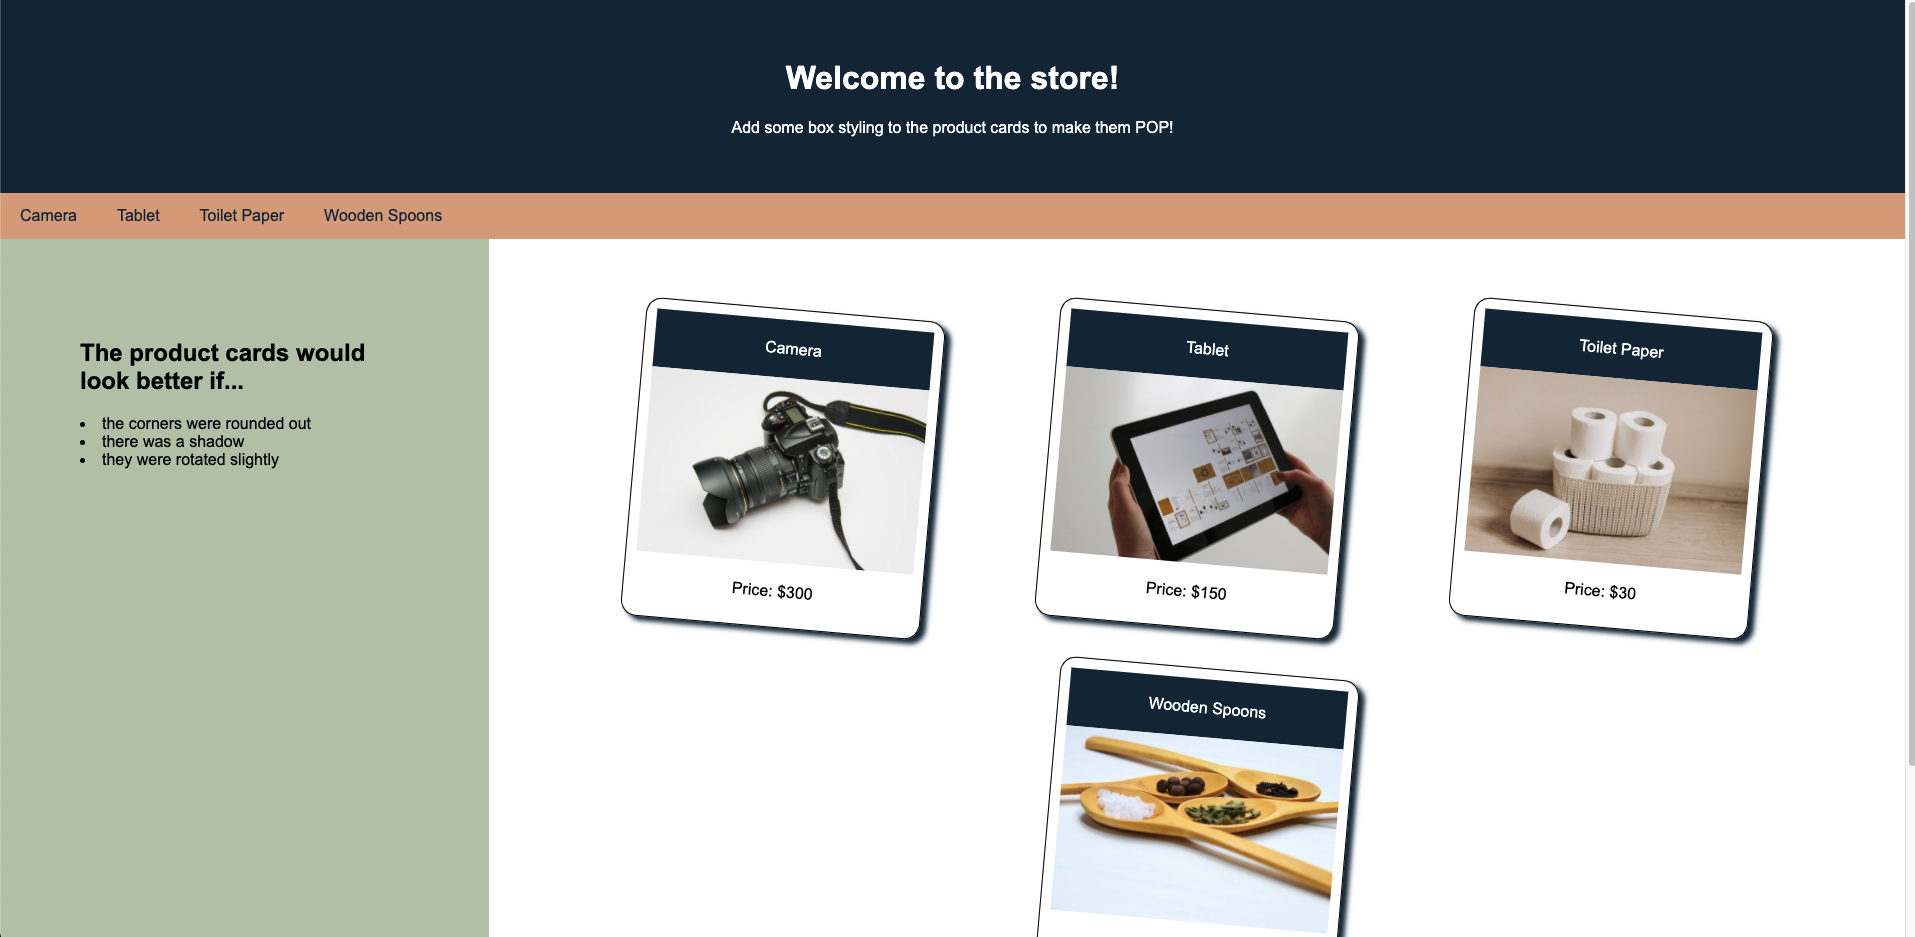 Welcome to the store!
Add some box styling to the product cards to make them POP!
Camera
Tablet
Toilet Paper
Wooden Spoons
The product cards would
look better if...
the corners were rounded out
there was a shadow
they were rotated slightly
Camera
Price: $300
Tablet
Price: $150
Toilet Paper
Price: $30
Wooden Spoons